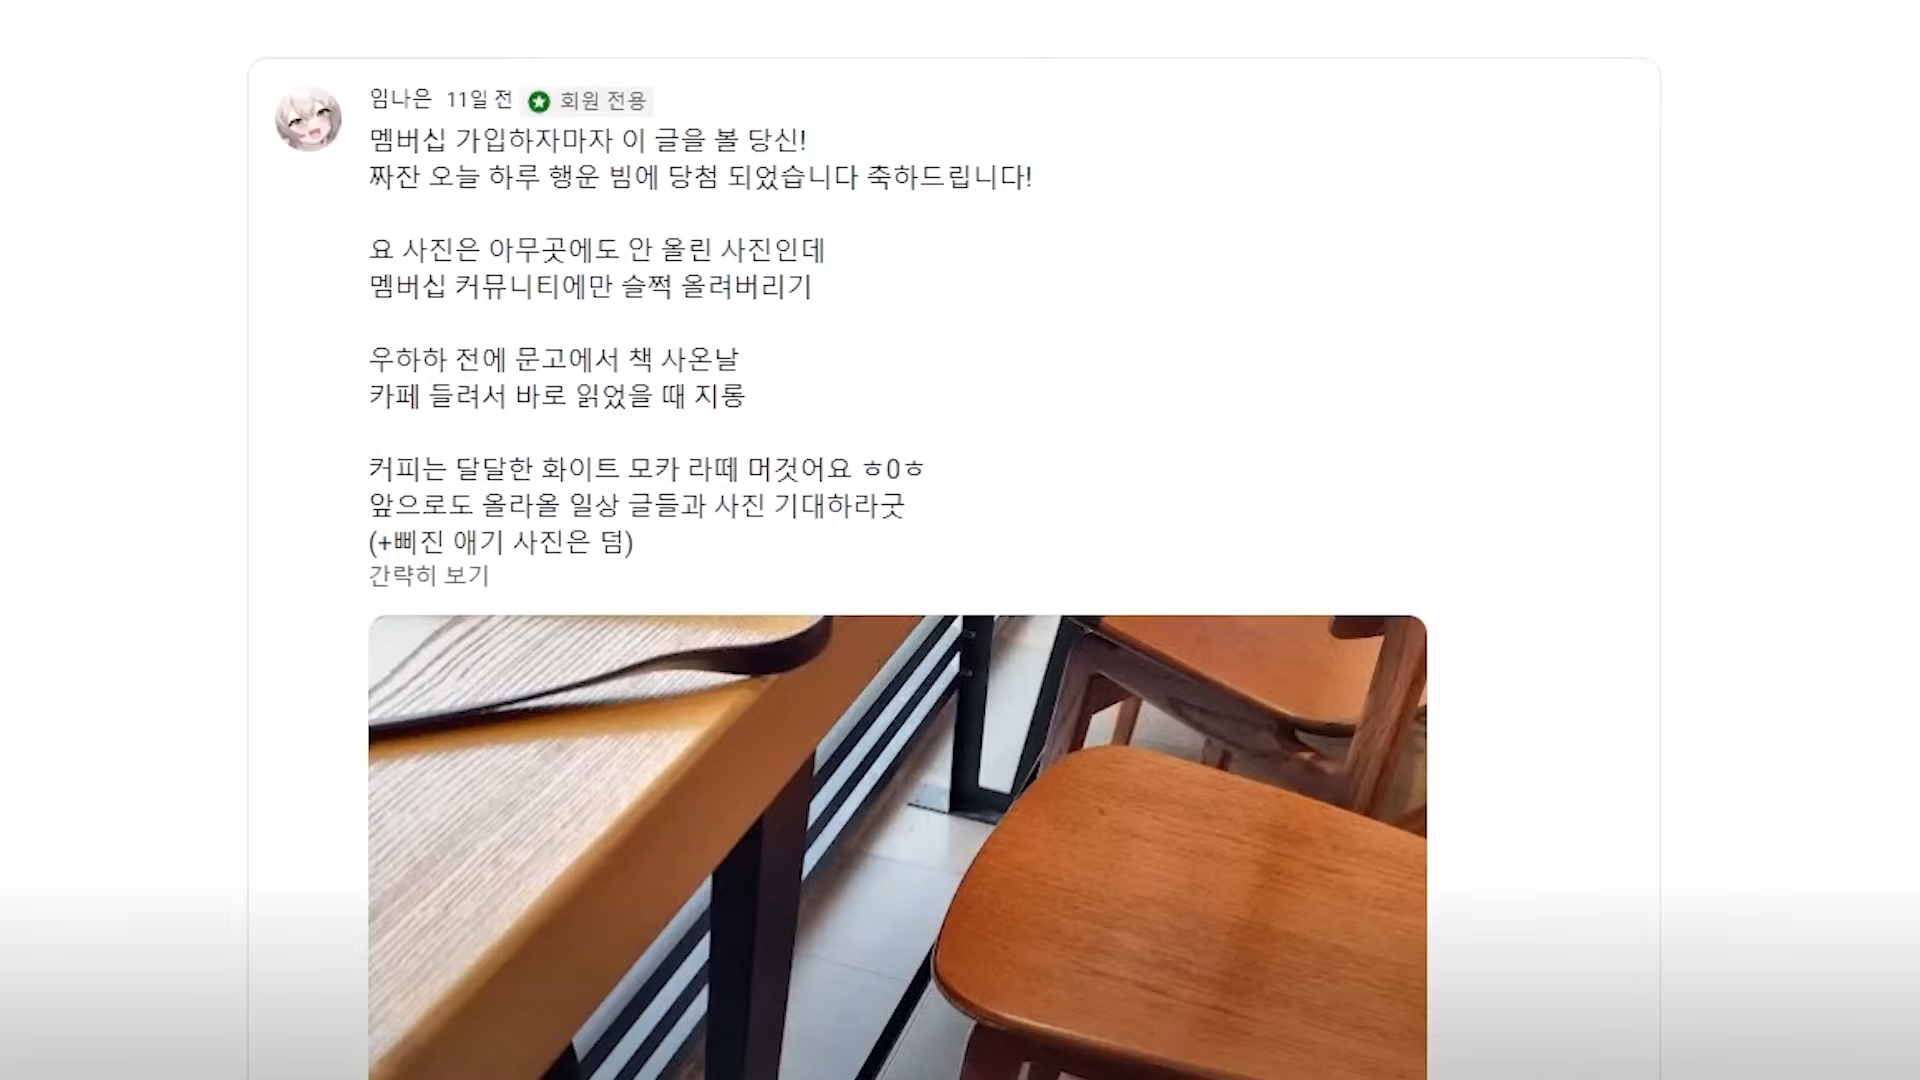 임나은 11일 전 회원 전용
멤버십 가입하자마자 이 글을 볼 당신!
짜잔 오늘 하루 행운 빔에 당첨 되었습니다 축하드립니다!
요 사진은 아무곳에도 안 올린 사진인데
멤버십 커뮤니티에만 슬쩍 올려버리기
우하하 전에 문고에서 책 사온날
카페 들려서 바로 읽었을 때 지롱
커피는 달달한 화이트 모카 라떼 머것어요 ㅎ0ㅎ
앞으로도 올라올 일상 글들과 사진 기대하라굿
(+삐진 애기 사진은 덤)
간략히 보기